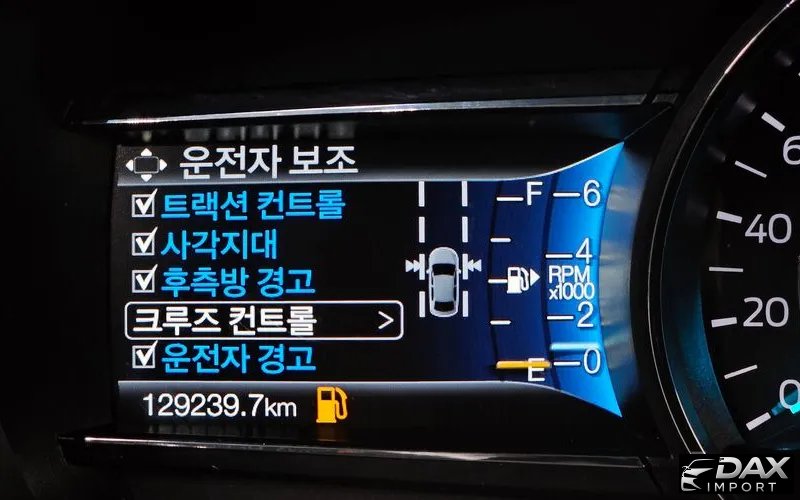 운전자 보조
트랙션 컨트롤
사각지대
후측방 경고
크루즈 컨트롤 >
운전자 경고
129239.7km
F
E
6
4
RPM
x1000
2
0
6
40
20
0
DAX
IMPORT